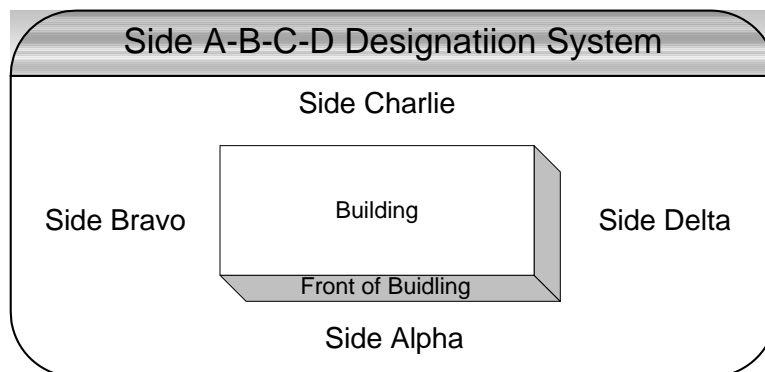 Side A-B-C-D Designatiion System
Side Charlie
Side Bravo
Building
Side Delta
Front of Buidling
Side Alpha